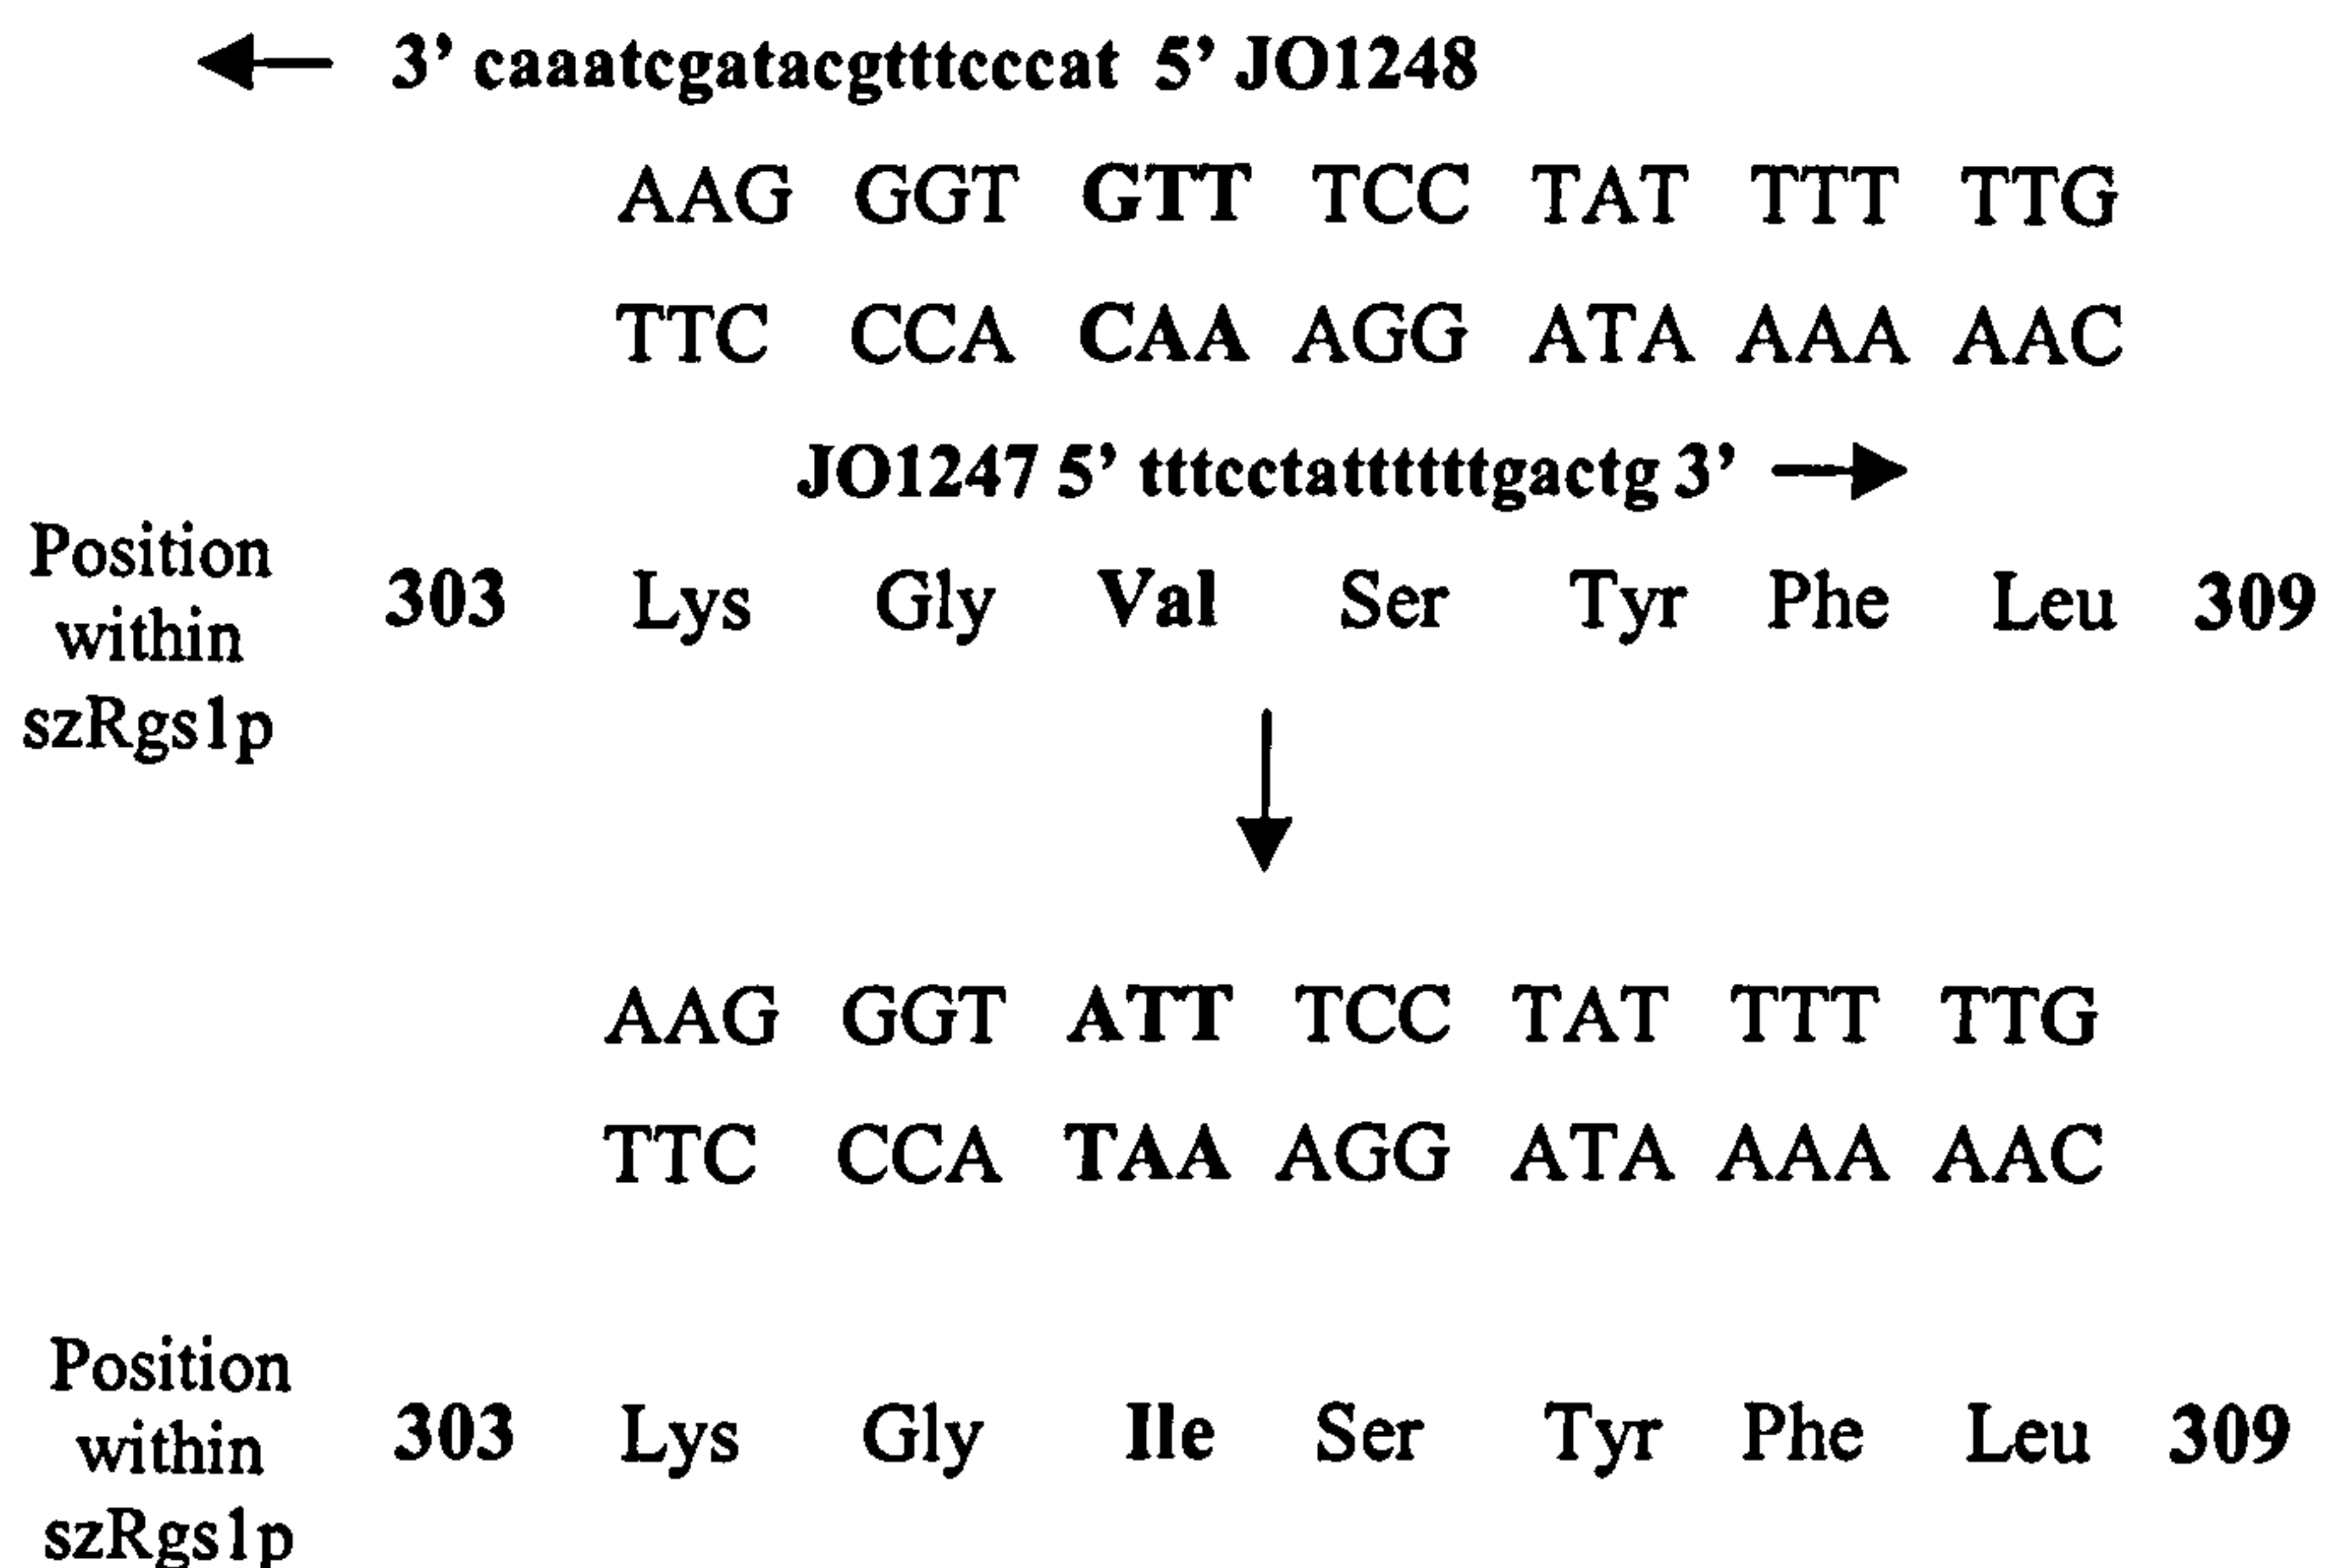 3’ caaatcgatacgtttcccat 5’ JO1248
AAG GGT GTT TCC TAT TTT TTG
TTC CCA CAA AGG ATA AAA AAC
JO1247 5’ tttcctattttttgactg 3’
Position
within
szRgs1p
303 Lys Gly Val Ser Tyr Phe Leu 309
AAG GGT ATT TCC TAT TTT TTG
TTC CCA TAA AGG ATA AAA AAC
Position
within
szRgs1p
303 Lys Gly Ile Ser Tyr Phe Leu 309